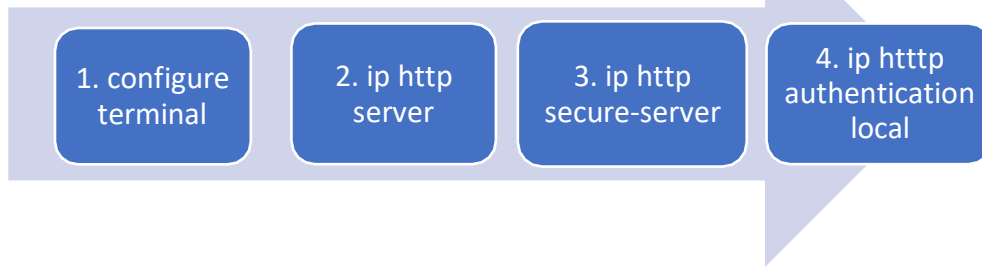 1. configure
terminal
2. ip http
server
3. ip http
secure-server
4. ip htttp
authentication
local